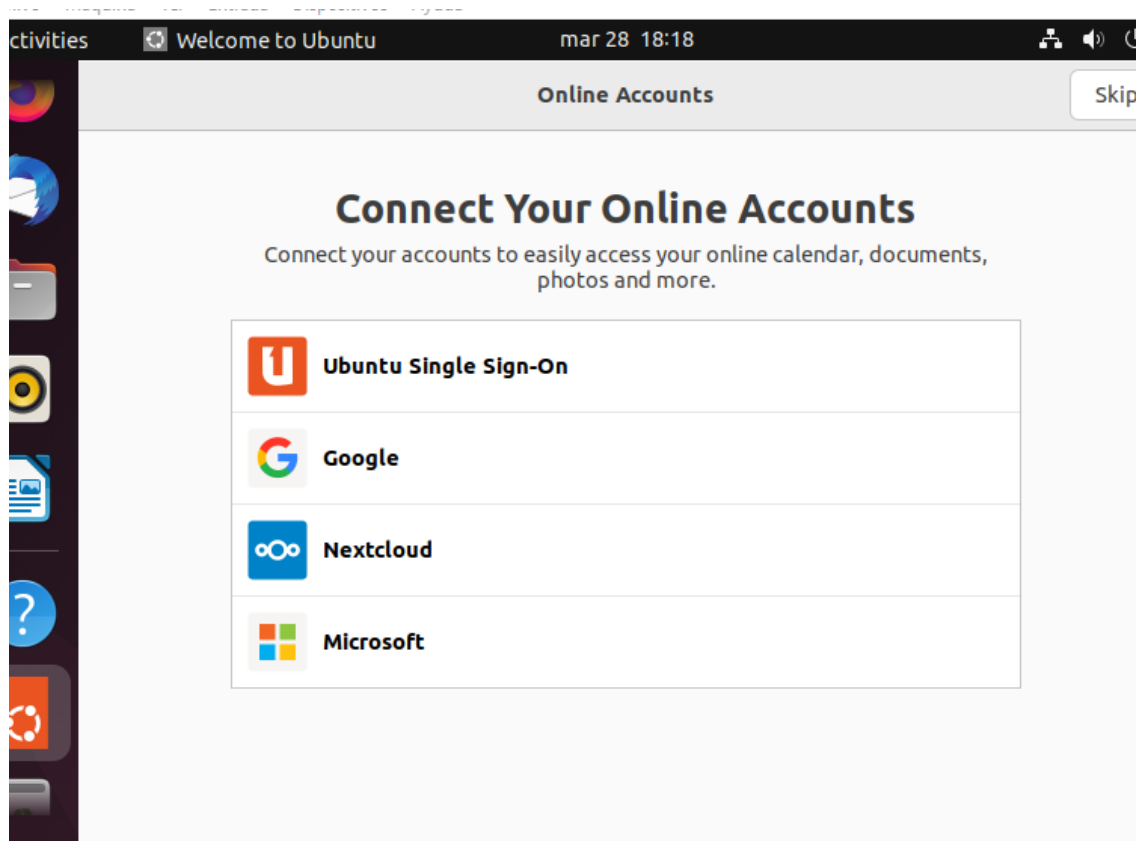 ctivities
Welcome to Ubuntu
mar 28 18:18
Online Accounts
Skip
Connect Your Online Accounts
Connect your accounts to easily access your online calendar, documents,
photos and more.
Ubuntu Single Sign-On
Google
Nextcloud
Microsoft